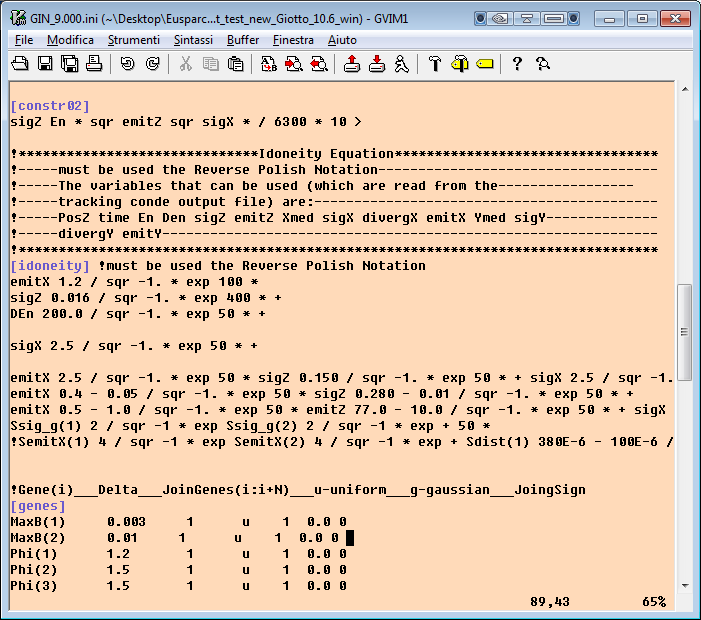 GIN_9.000.ini (~\Desktop\Eusparc...t_test_new_Giotto_10.6_win) - GVIM1
File Modifica Strumenti Sintassi Buffer Finestra Aiuto
[constr02]
sigZ En * sqr emitZ sqr sigX * / 6300 * 10 >
!******************************Idoneity Equation*********************************
!-----must be used the Reverse Polish Notation-----------------------------------
!-----The variables that can be used (which are read from the-----------------
!-----tracking conde output file) are:-------------------------------------------
!-----PosZ time En Den sigZ emitZ Xmed sigX divergX emitX Ymed sigY--------------
!-----divergY emitY--------------------------------------------------------------
!********************************************************************************
[idoneity] !must be used the Reverse Polish Notation
emitX 1.2 / sqr -1. * exp 100 *
sigZ 0.016 / sqr -1. * exp 400 * +
DEn 200.0 / sqr -1. * exp 50 * +
sigX 2.5 / sqr -1. * exp 50 * +
emitX 2.5 / sqr -1. * exp 50 * sigZ 0.150 / sqr -1. * exp 50 * + sigX 2.5 / sqr -1.
emitX 0.4 - 0.05 / sqr -1. * exp 50 * sigZ 0.280 - 0.01 / sqr -1. * exp 50 * +
emitX 0.5 - 1.0 / sqr -1. * exp 50 * emitZ 77.0 - 10.0 / sqr -1. * exp 50 * + sigX
Ssig_g(1) 2 / sqr -1 * exp Ssig_g(2) 2 / sqr -1 * exp + 50 *
!SemitX(1) 4 / sqr -1 * exp SemitX(2) 4 / sqr -1 * exp + Sdist(1) 380E-6 - 100E-6 /
!Gene(i)___Delta___JoinGenes(i:i+N)___u-uniform___g-gaussian___JoingSign
[genes]
MaxB(1) 0.003 1 u 1 0.0 0
MaxB(2) 0.01 1 u 1 0.0 0
Phi(1) 1.2 1 u 1 0.0 0
Phi(2) 1.5 1 u 1 0.0 0
Phi(3) 1.5 1 u 1 0.0 0
89,43 65%